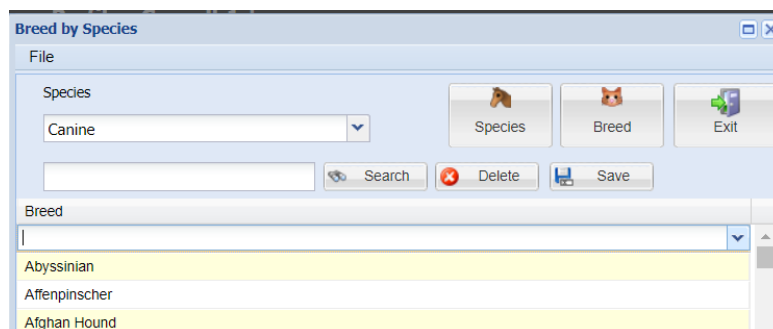 Breed by Species
File
Species
Canine
Species
Breed
Exit
Search
Delete
Save
Breed
Abyssinian
Affenpinscher
Afghan Hound